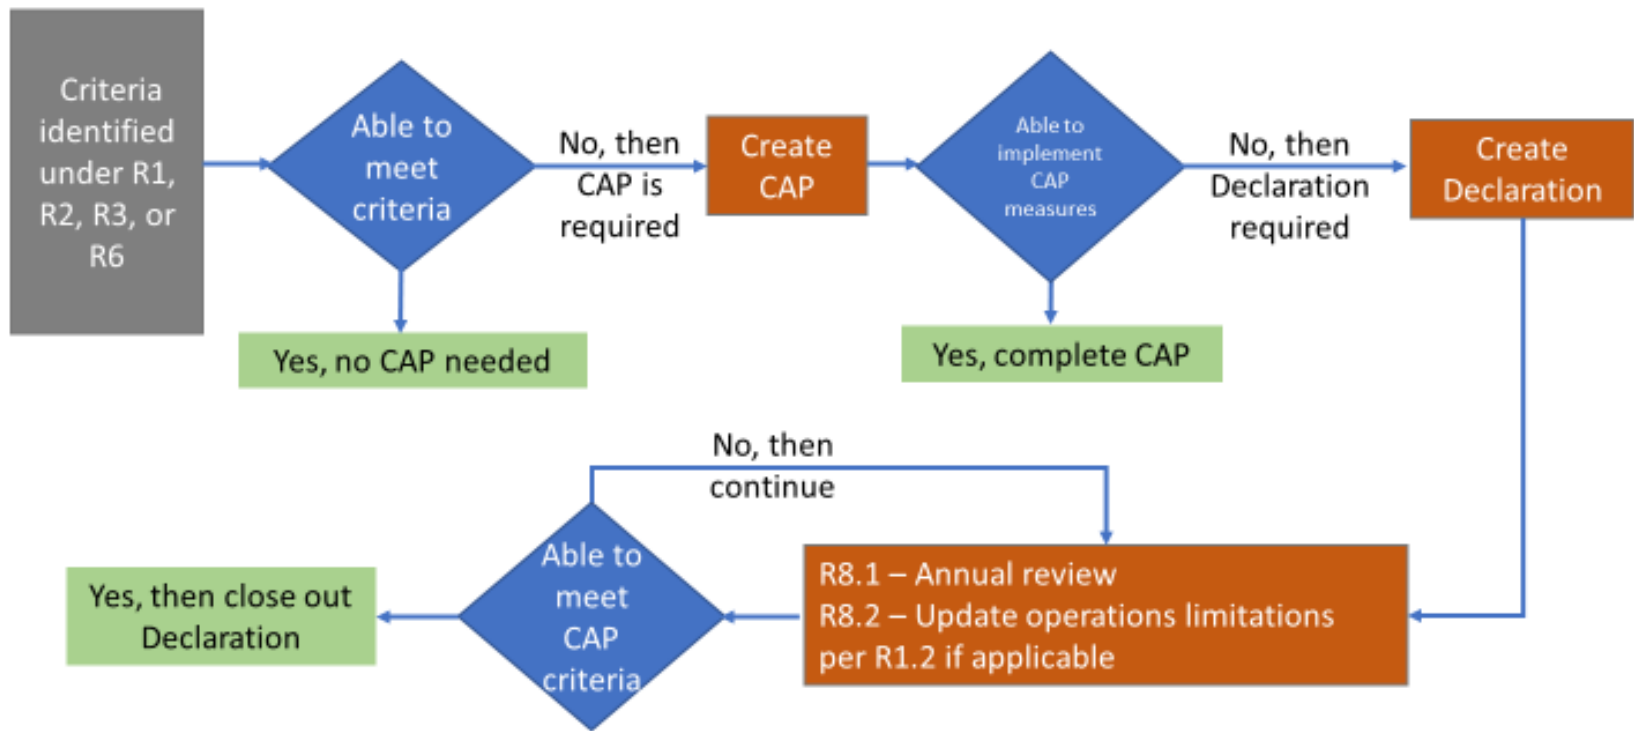 Criteria
identified
under R1,
R2, R3, or
R6
Able to
meet
criteria
No, then
CAP is
required
Create
CAP
Able to
implement
CAP
measures
No, then
Declaration
required
Create
Declaration
Yes, no CAP needed
Yes, complete CAP
No, then
continue
Yes, then close out
Declaration
Able to
meet
CAP
criteria
R8.1 – Annual review
R8.2 – Update operations limitations
per R1.2 if applicable